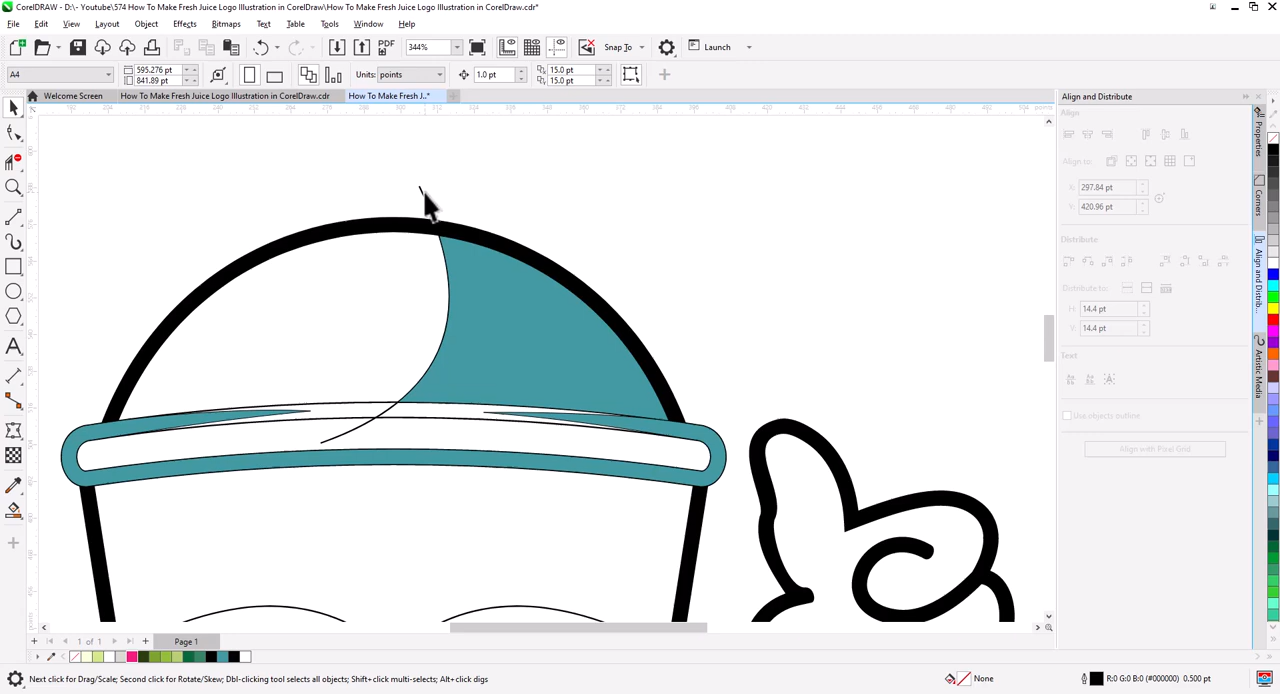 CorelDRAW - D:\- Youtube\574 How To Make Fresh Juice Logo Illustration in CorelDraw\How To Make Fresh Juice Logo Illustration in CorelDraw.cdr*
File Edit View Layout Object Effects Bitmaps Text Table Tools Window Help
PDF 344% Snap To Launch
A4 595.276 pt 841.89 pt Units: points 1.0 pt 15.0 pt 15.0 pt
Welcome Screen How To Make Fresh Juice Logo Illustration in CorelDraw.cdr How To Make Fresh J..*
points
Align and Distribute
Align
Align to:
X: 297.84 pt
Y: 420.96 pt
Distribute
Distribute to:
H: 14.4 pt
V: 14.4 pt
Text
Use objects outline
Align with Pixel Grid
Properties
Corners
Align and Distrib...
Artistic Media
1 of 1 Page 1
Next click for Drag/Scale; Second click for Rotate/Skew; Dbl-clicking tool selects all objects; Shift+click multi-selects; Alt+click digs
None R:0 G:0 B:0 (#000000) 0.500 pt